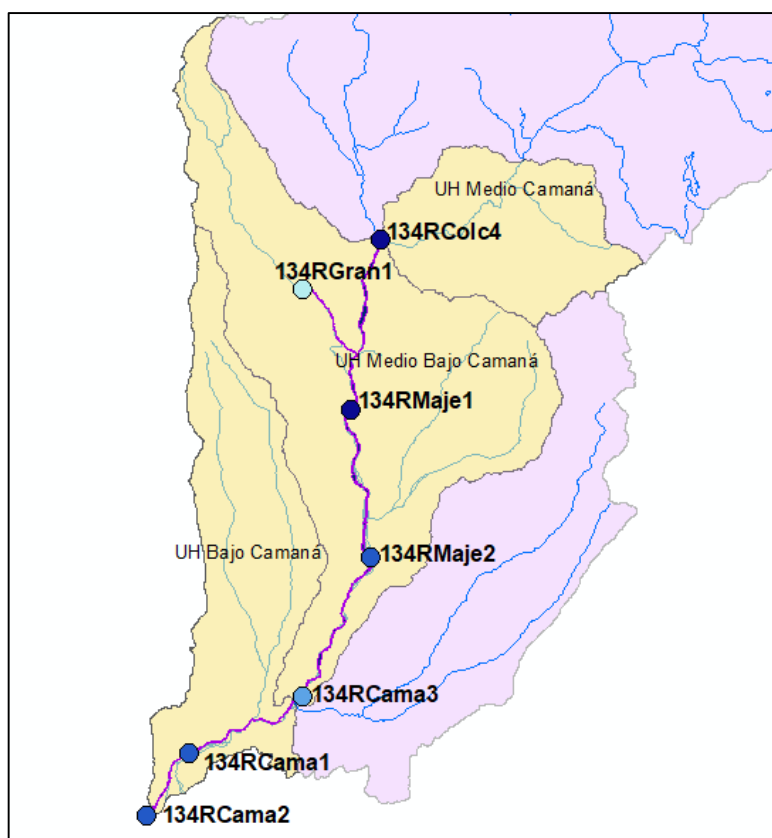 UH Medio Camaná
134RColc4
134RGran1
UH Medio Bajo Camaná
134RMaje1
UH Bajo Camaná
134RMaje2
134RCama3
134RCama1
134RCama2